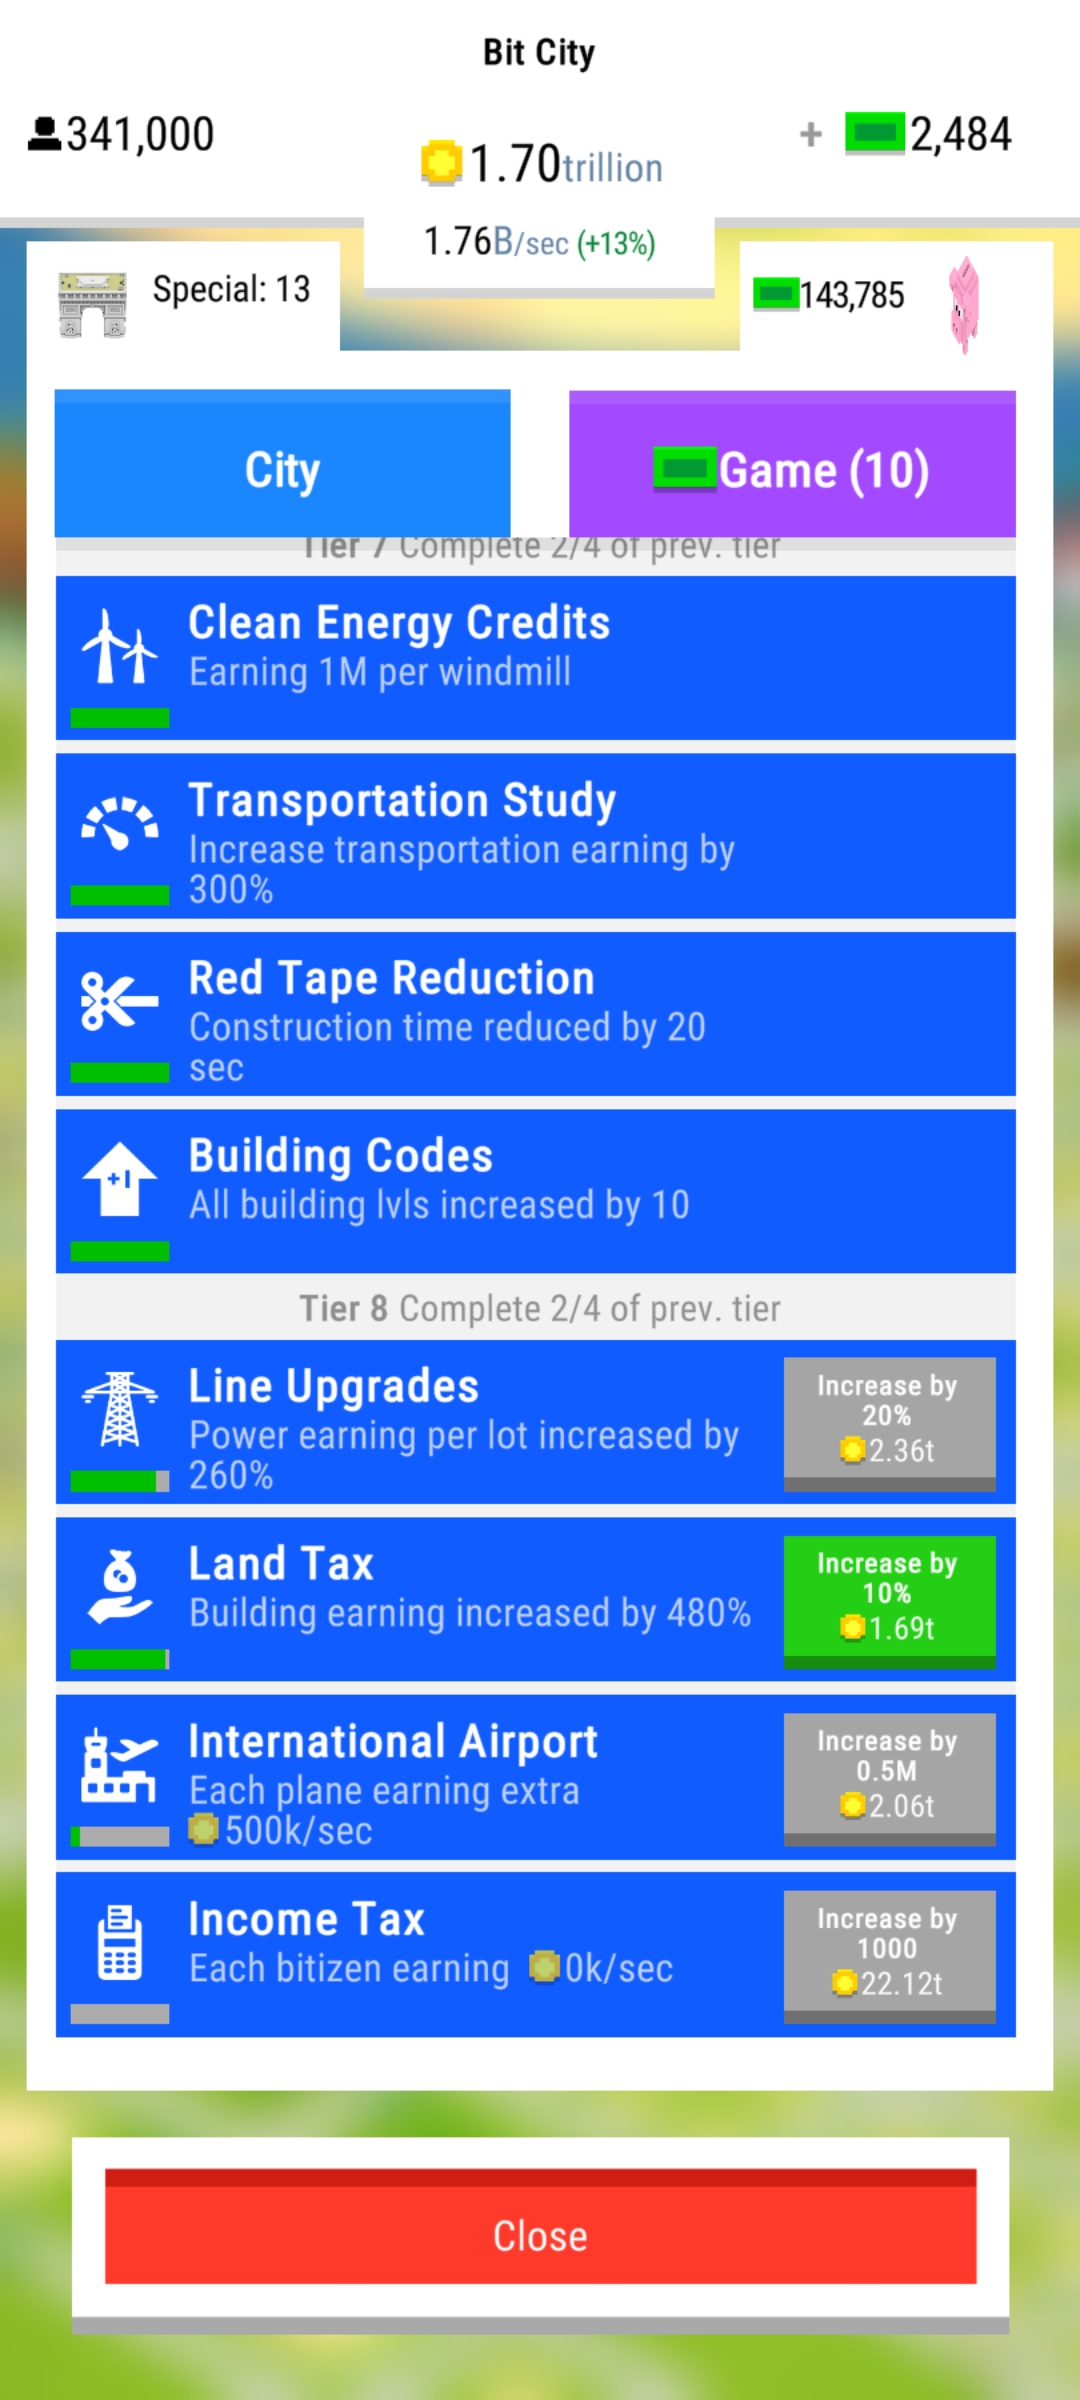 Bit City
341,000
1.70trillion
+ 2,484
1.76B/sec (+13%)
Special: 13
143,785
City
Game (10)
Tier 7 Complete 2/4 of prev. tier
Clean Energy Credits
Earning 1M per windmill
Transportation Study
Increase transportation earning by
300%
Red Tape Reduction
Construction time reduced by 20
sec
+1
Building Codes
All building lvls increased by 10
Tier 8 Complete 2/4 of prev. tier
Line Upgrades
Power earning per lot increased by
260%
Increase by
20%
2.36t
Land Tax
Building earning increased by 480%
Increase by
10%
1.69t
International Airport
Each plane earning extra
500k/sec
Increase by
0.5M
2.06t
Income Tax
Each bitizen earning 0k/sec
Increase by
1000
22.12t
Close